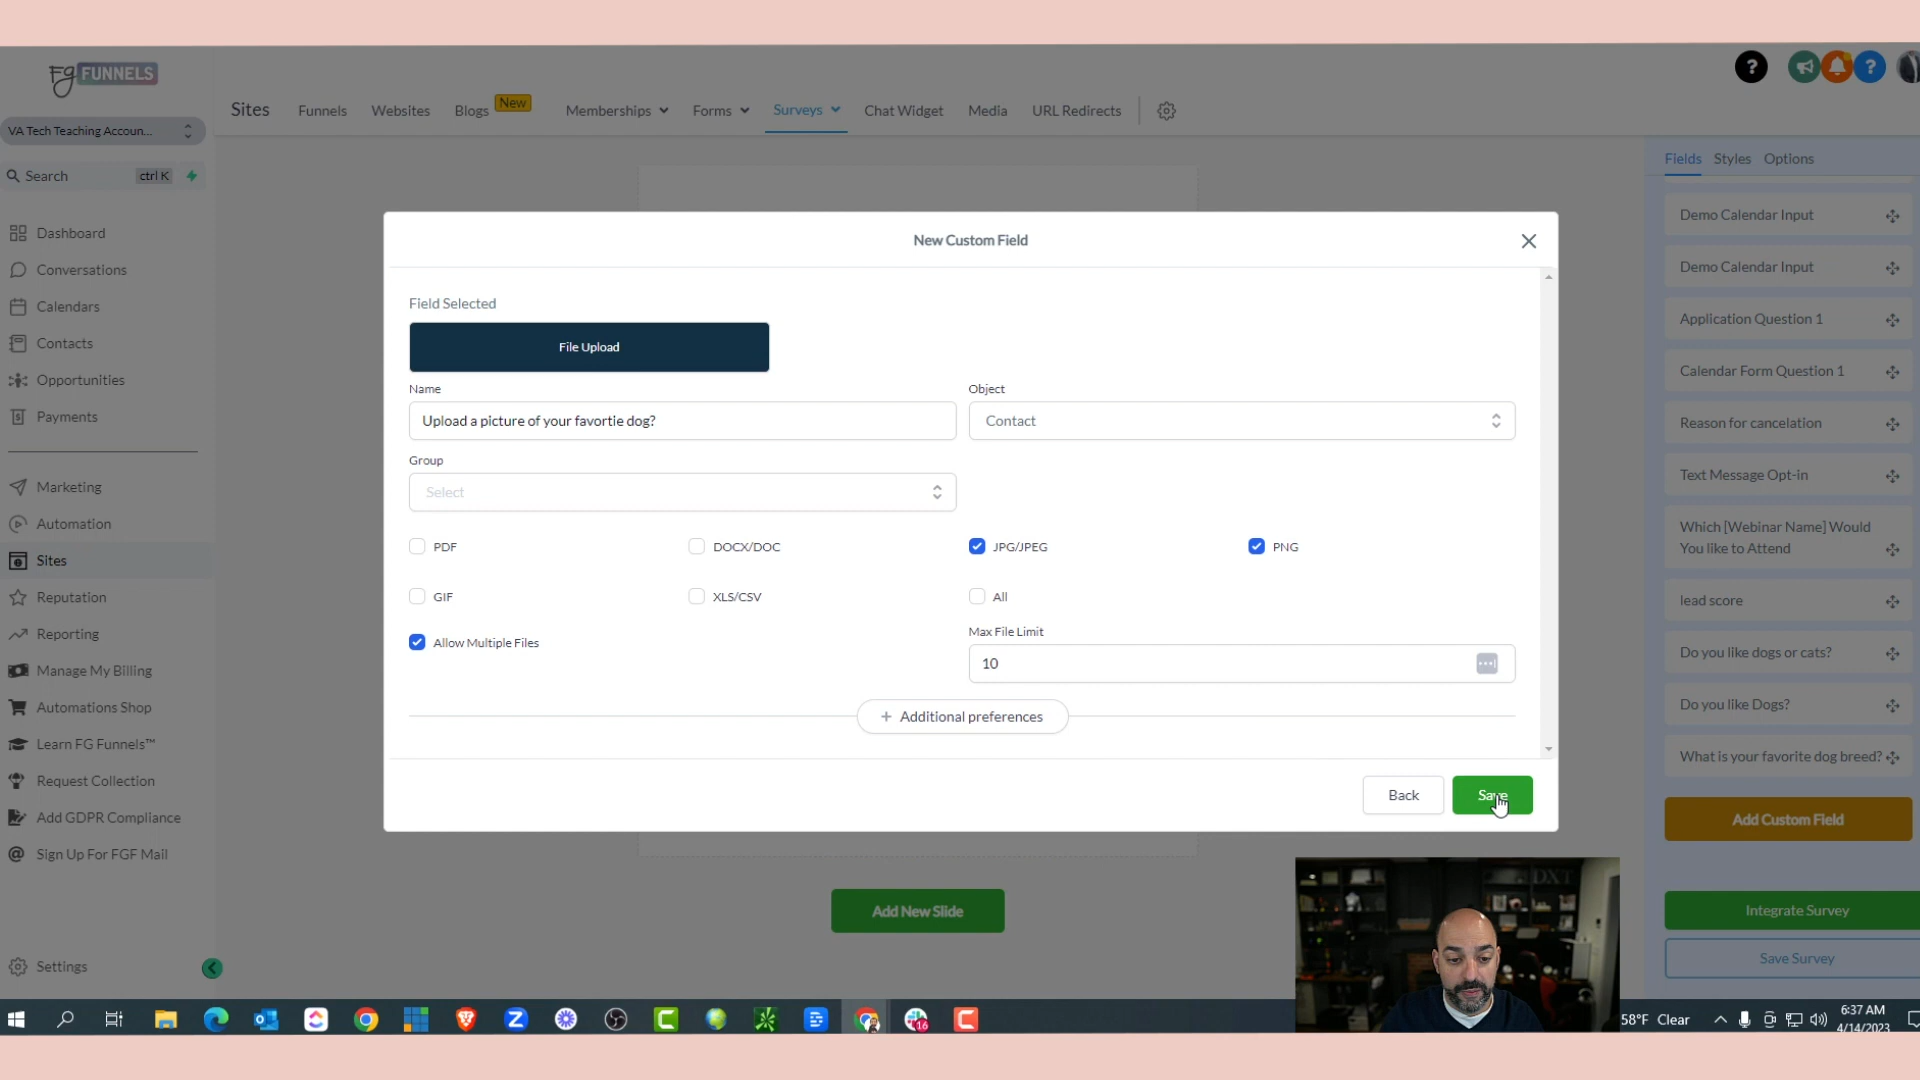 Fg FUNNELS
VA Tech Teaching Accoun...
Search ctrl K
Dashboard
Conversations
Calendars
Contacts
Opportunities
Payments
Marketing
Automation
Sites
Reputation
Reporting
Manage My Billing
Automations Shop
Learn FG Funnels™
Request Collection
Add GDPR Compliance
Sign Up For FGF Mail
Settings
Sites Funnels Websites Blogs New Memberships Forms Surveys Chat Widget Media URL Redirects
? ?
New Custom Field
Field Selected
File Upload
Name
Upload a picture of your favortie dog?
Object
Contact
Group
Select
PDF DOCX/DOC JPG/JPEG PNG
GIF XLS/CSV All
Allow Multiple Files
Max File Limit
10
+ Additional preferences
Back Save
Add New Slide
Fields Styles Options
Demo Calendar Input
Demo Calendar Input
Application Question 1
Calendar Form Question 1
Reason for cancelation
Text Message Opt-in
Which [Webinar Name] Would
You like to Attend
lead score
Do you like dogs or cats?
Do you like Dogs?
What is your favorite dog breed?
Add Custom Field
Integrate Survey
Save Survey
DXT
16
58°F Clear
6:37 AM
4/14/2023